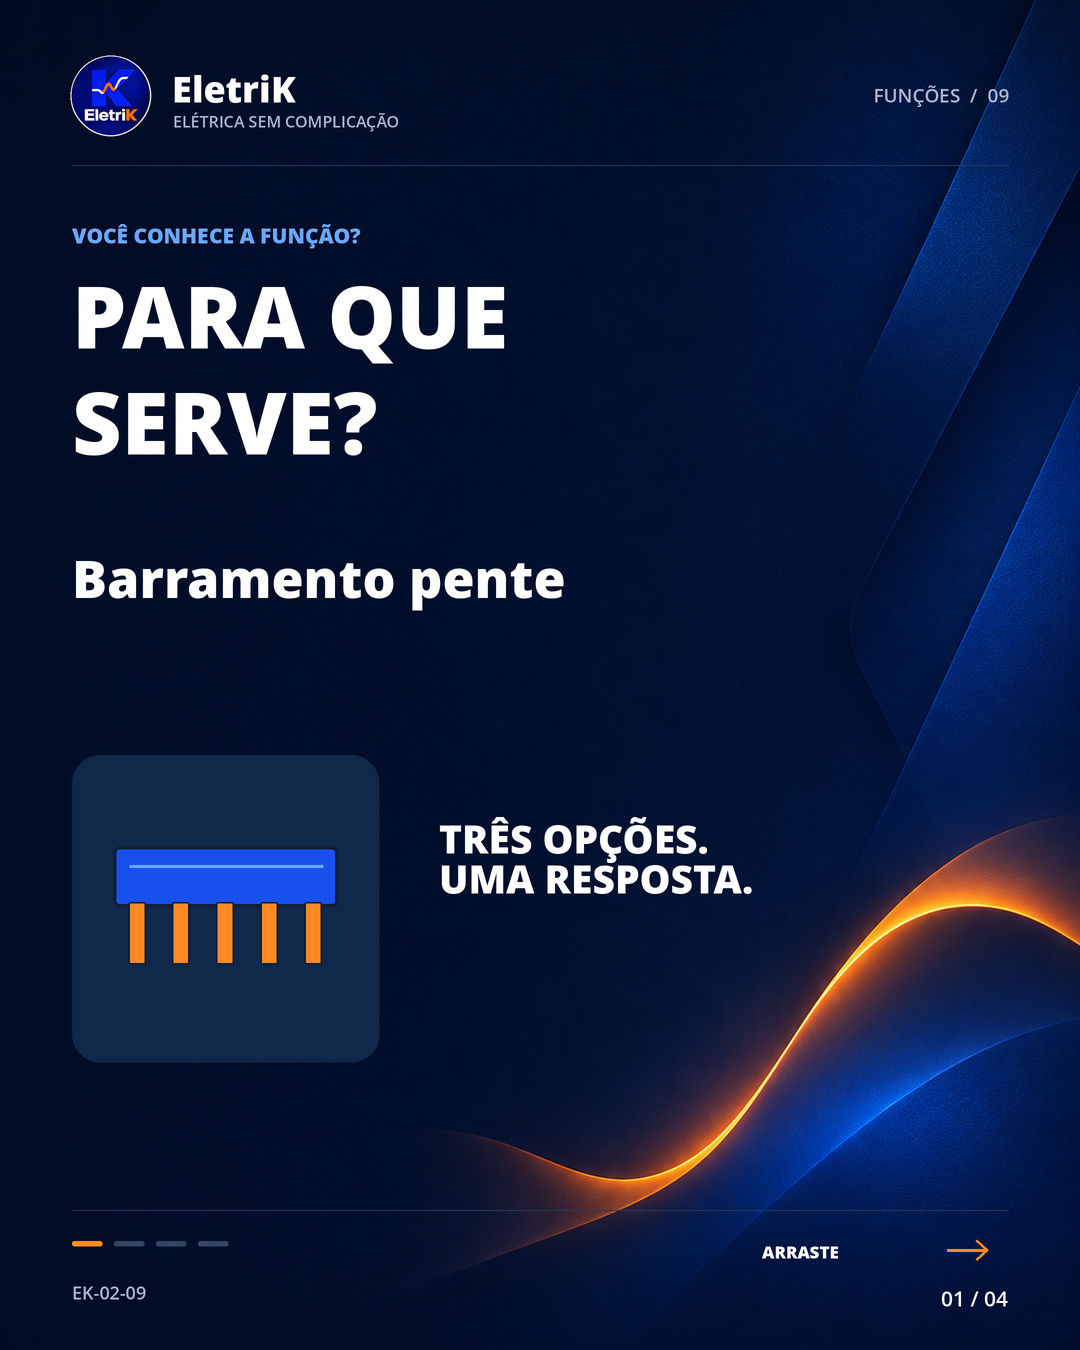 EletriK
EletriK
ELÉTRICA SEM COMPLICAÇÃO
FUNÇÕES / 09
VOCÊ CONHECE A FUNÇÃO?
PARA QUE
SERVE?
Barramento pente
TRÊS OPÇÕES.
UMA RESPOSTA.
ARRASTE
EK-02-09
01 / 04